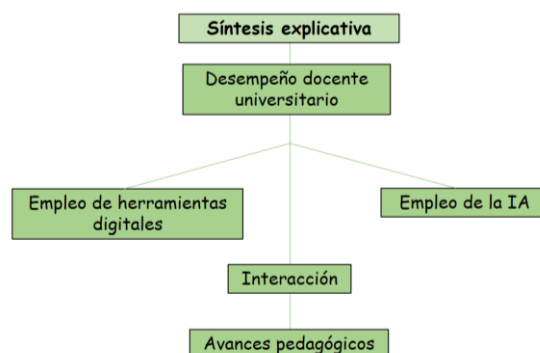 Síntesis explicativa
Desempeño docente
universitario
Empleo de herramientas
digitales
Empleo de la IA
Interacción
Avances pedagógicos